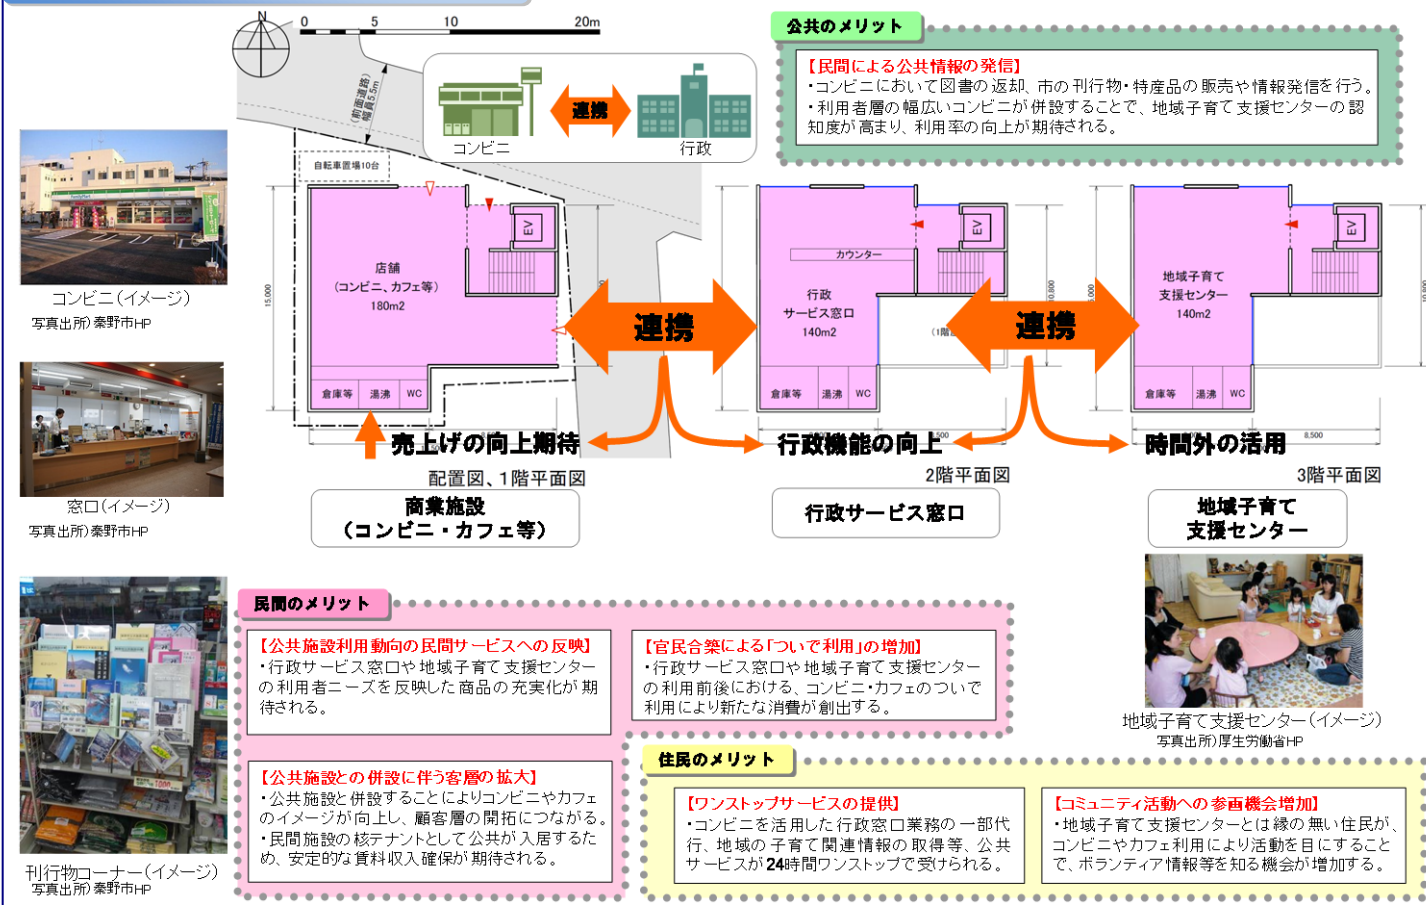 N
0
5
10
20m
(前面道路)
幅員5.5m
コンビニ
連携
行政
公共のメリット
【民間による公共情報の発信】
・コンビニにおいて図書の返却、市の刊行物・特産品の販売や情報発信を行う。
・利用者層の幅広いコンビニが併設することで、地域子育て支援センターの認
知度が高まり、利用率の向上が期待される。
コンビニ(イメージ)
写真出所)秦野市HP
窓口(イメージ)
写真出所)秦野市HP
刊行物コーナー(イメージ)
写真出所)秦野市HP
自転車置場10台
店舗
(コンビニ、カフェ等)
180m2
EV
15,000
倉庫等
湯沸
WC
連携
カウンター
行政
サービス窓口
140m2
EV
(1階
10,800
倉庫等
湯沸
WC
連携
地域子育て
支援センター
140m2
EV
10,800
倉庫等
湯沸
WC
8,500
売上げの向上期待
行政機能の向上
時間外の活用
配置図、1階平面図
2階平面図
3階平面図
商業施設
(コンビニ・カフェ等)
行政サービス窓口
地域子育て
支援センター
地域子育て支援センター(イメージ)
写真出所)厚生労働省HP
民間のメリット
【公共施設利用動向の民間サービスへの反映】
・行政サービス窓口や地域子育て支援センター
の利用者ニーズを反映した商品の充実化が期
待される。
【官民合築による「ついで利用」の増加】
・行政サービス窓口や地域子育て支援センター
の利用前後における、コンビニ・カフェのついで
利用により新たな消費が創出する。
【公共施設との併設に伴う客層の拡大】
・公共施設と併設することによりコンビニやカフェ
のイメージが向上し、顧客層の開拓につながる。
・民間施設の核テナントとして公共が入居するた
め、安定的な賃料収入確保が期待される。
住民のメリット
【ワンストップサービスの提供】
・コンビニを活用した行政窓口業務の一部代
行、地域の子育て関連情報の取得等、公共
サービスが24時間ワンストップで受けられる。
【コミュニティ活動への参画機会増加】
・地域子育て支援センターとは縁の無い住民が、
コンビニやカフェ利用により活動を目にすること
で、ボランティア情報等を知る機会が増加する。